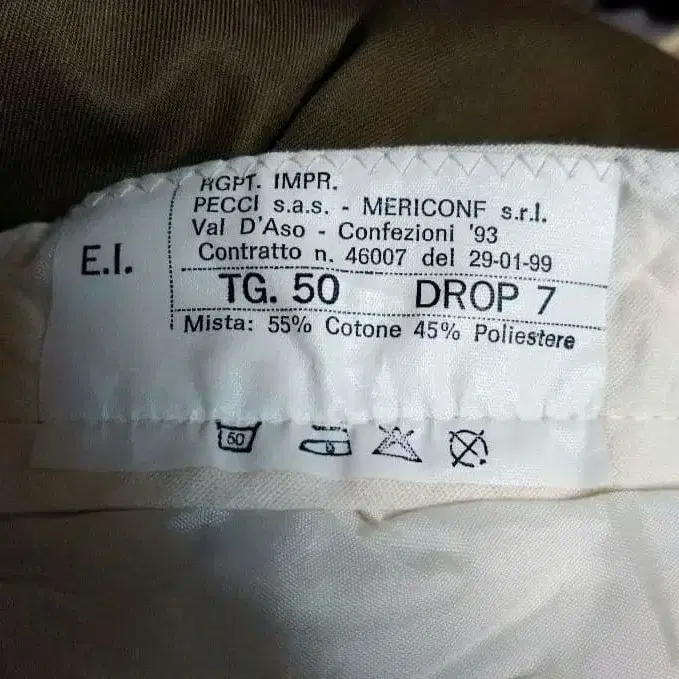 RGPT. IMPR.
PECCI s.a.s. - MERICONF s.r.l.
Val D'Aso - Confezioni '93
Contratto n. 46007 del 29-01-99
E.I.
TG. 50 DROP 7
Mista: 55% Cotone 45% Poliestere
50